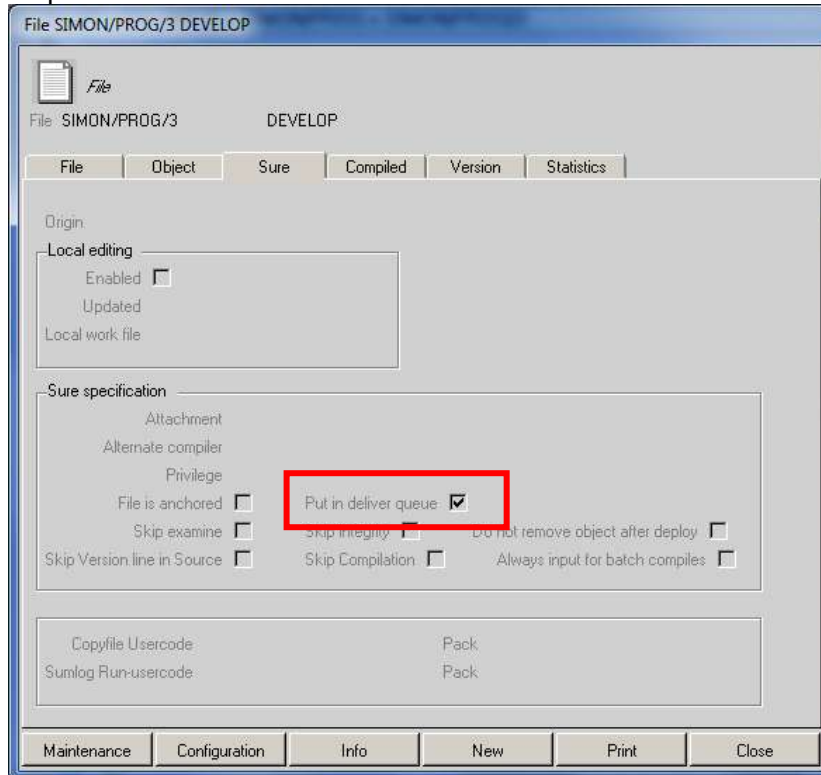 File SIMON/PROG/3 DEVELOP
File
File SIMON/PROG/3 DEVELOP
File Object Sure Compiled Version Statistics
Origin
Local editing
Enabled
Updated
Local work file
Sure specification
Attachment
Alternate compiler
Privilege
File is anchored Put in deliver queue
Skip examine Skip Integrity Do not remove object after deploy
Skip Version line in Source Skip Compilation Always input for batch compiles
Copyfile Usercode Pack
Sumlog Run-usercode Pack
Maintenance Configuration Info New Print Close